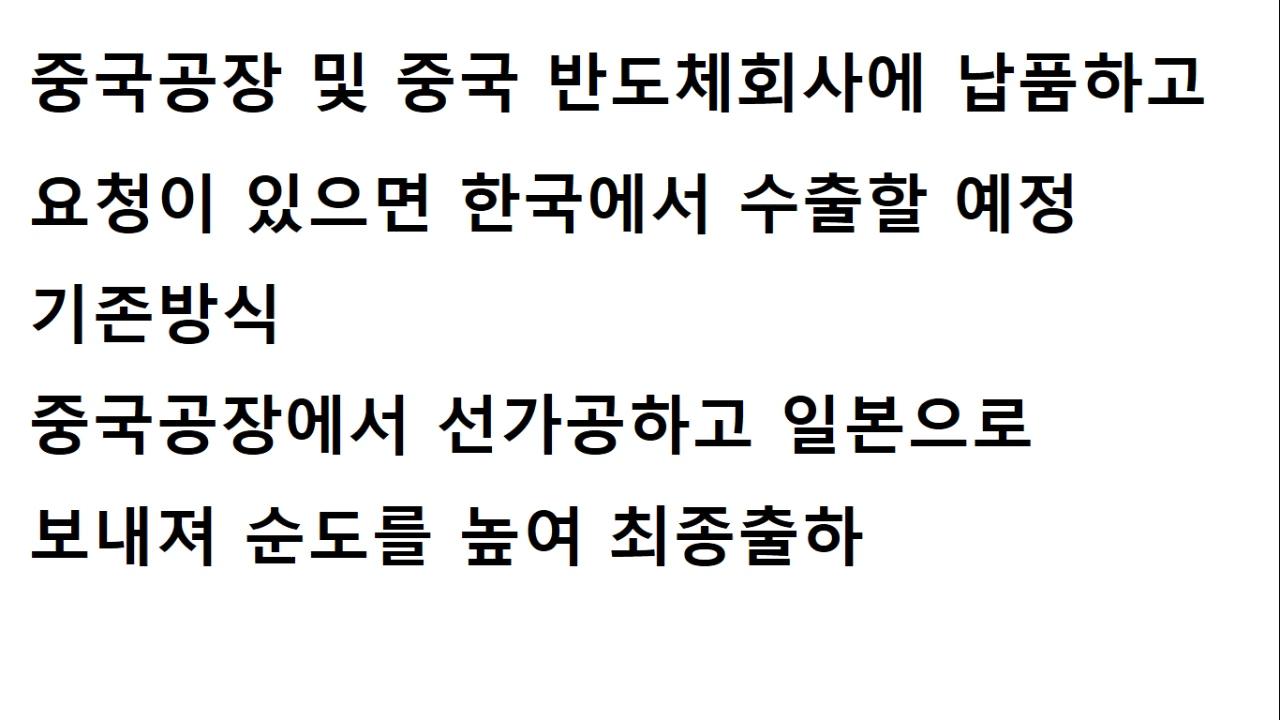 중국공장 및 중국 반도체회사에 납품하고
요청이 있으면 한국에서 수출할 예정
기존방식
중국공장에서 선가공하고 일본으로
보내져 순도를 높여 최종출하